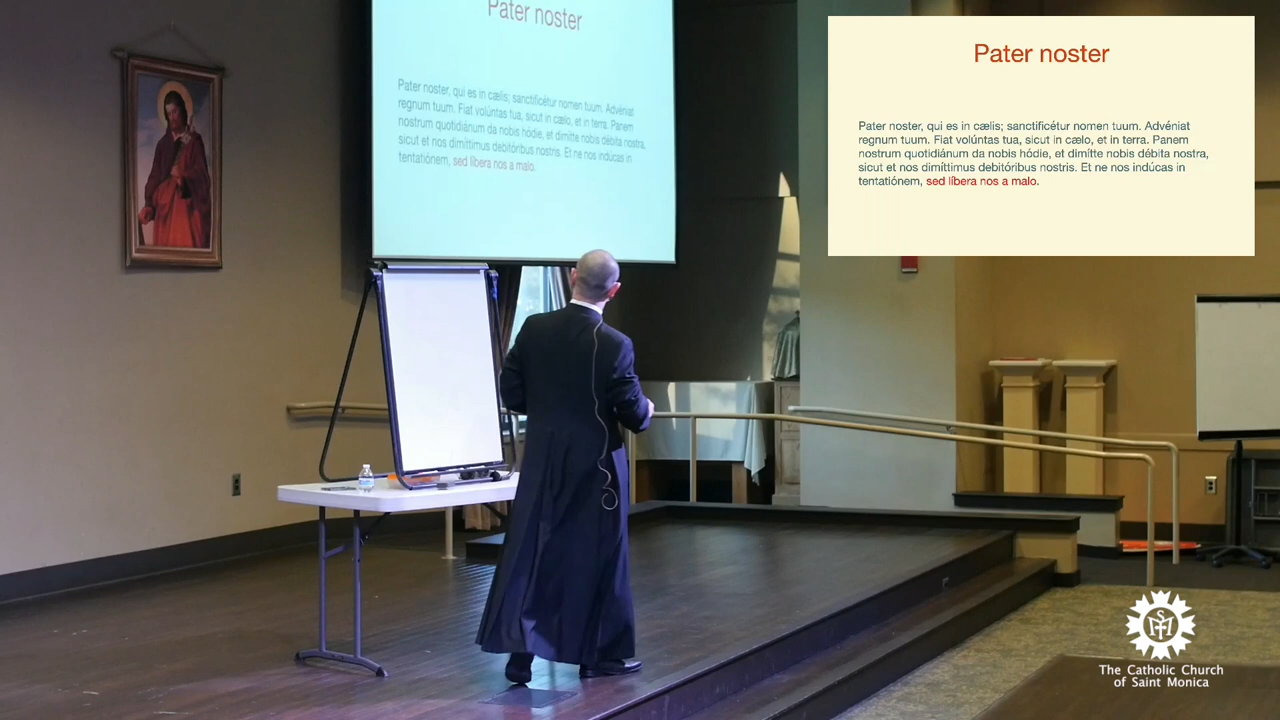 Pater noster
Pater noster, qui es in cælis; sanctificétur nomen tuum. Advéniat
regnum tuum. Fiat volúntas tua, sicut in cælo, et in terra. Panem
nostrum quotidiánum da nobis hódie, et dimítte nobis débita nostra,
sicut et nos dimíttimus debitóribus nostris. Et ne nos indúcas in
tentatiónem, sed líbera nos a malo.
Pater noster
Pater noster, qui es in cælis; sanctificétur nomen tuum. Advéniat
regnum tuum. Fiat volúntas tua, sicut in cælo, et in terra. Panem
nostrum quotidiánum da nobis hódie, et dimítte nobis débita nostra,
sicut et nos dimíttimus debitóribus nostris. Et ne nos indúcas in
tentatiónem, sed líbera nos a malo.
The Catholic Church
of Saint Monica